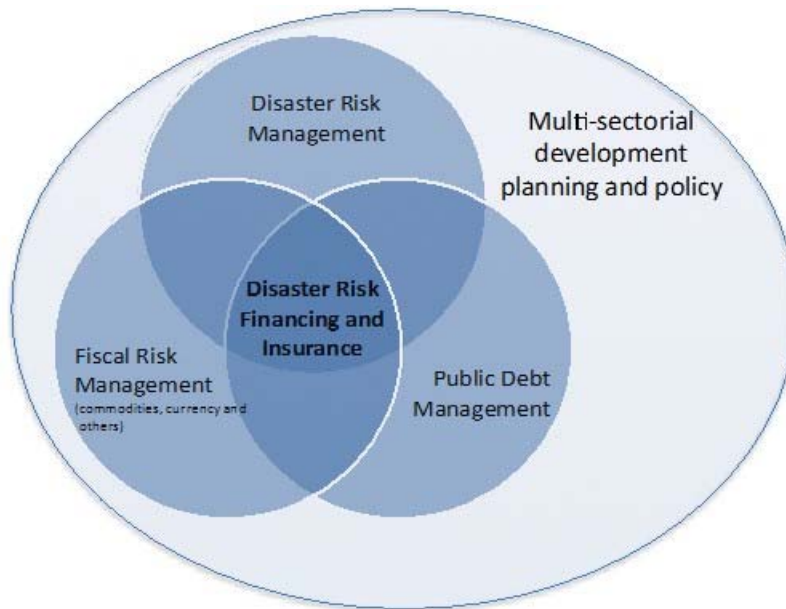 Disaster Risk
Management
Multi-sectorial
development
planning and policy
Disaster Risk
Financing and
Insurance
Fiscal Risk
Management
(commodities, currency and
others)
Public Debt
Management